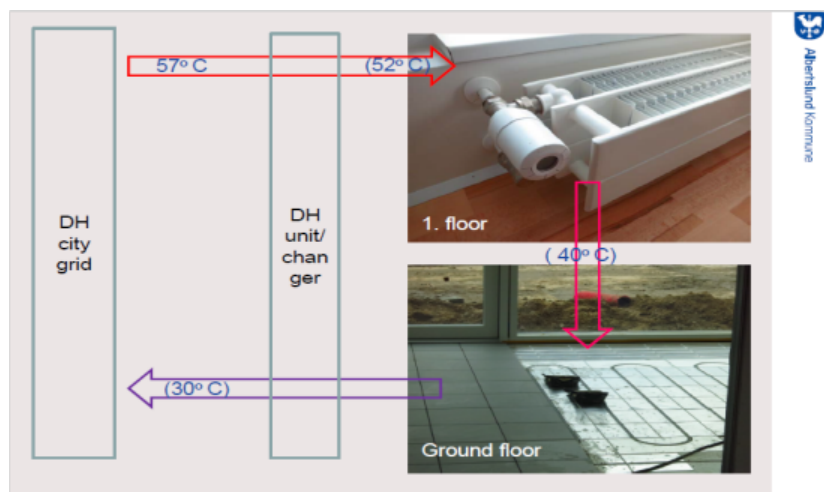 57º C
(52º C)
DH
city
grid
DH
unit/
chan
ger
1. floor
( 40º C)
(30º C)
Ground floor
Albertslund Kommune